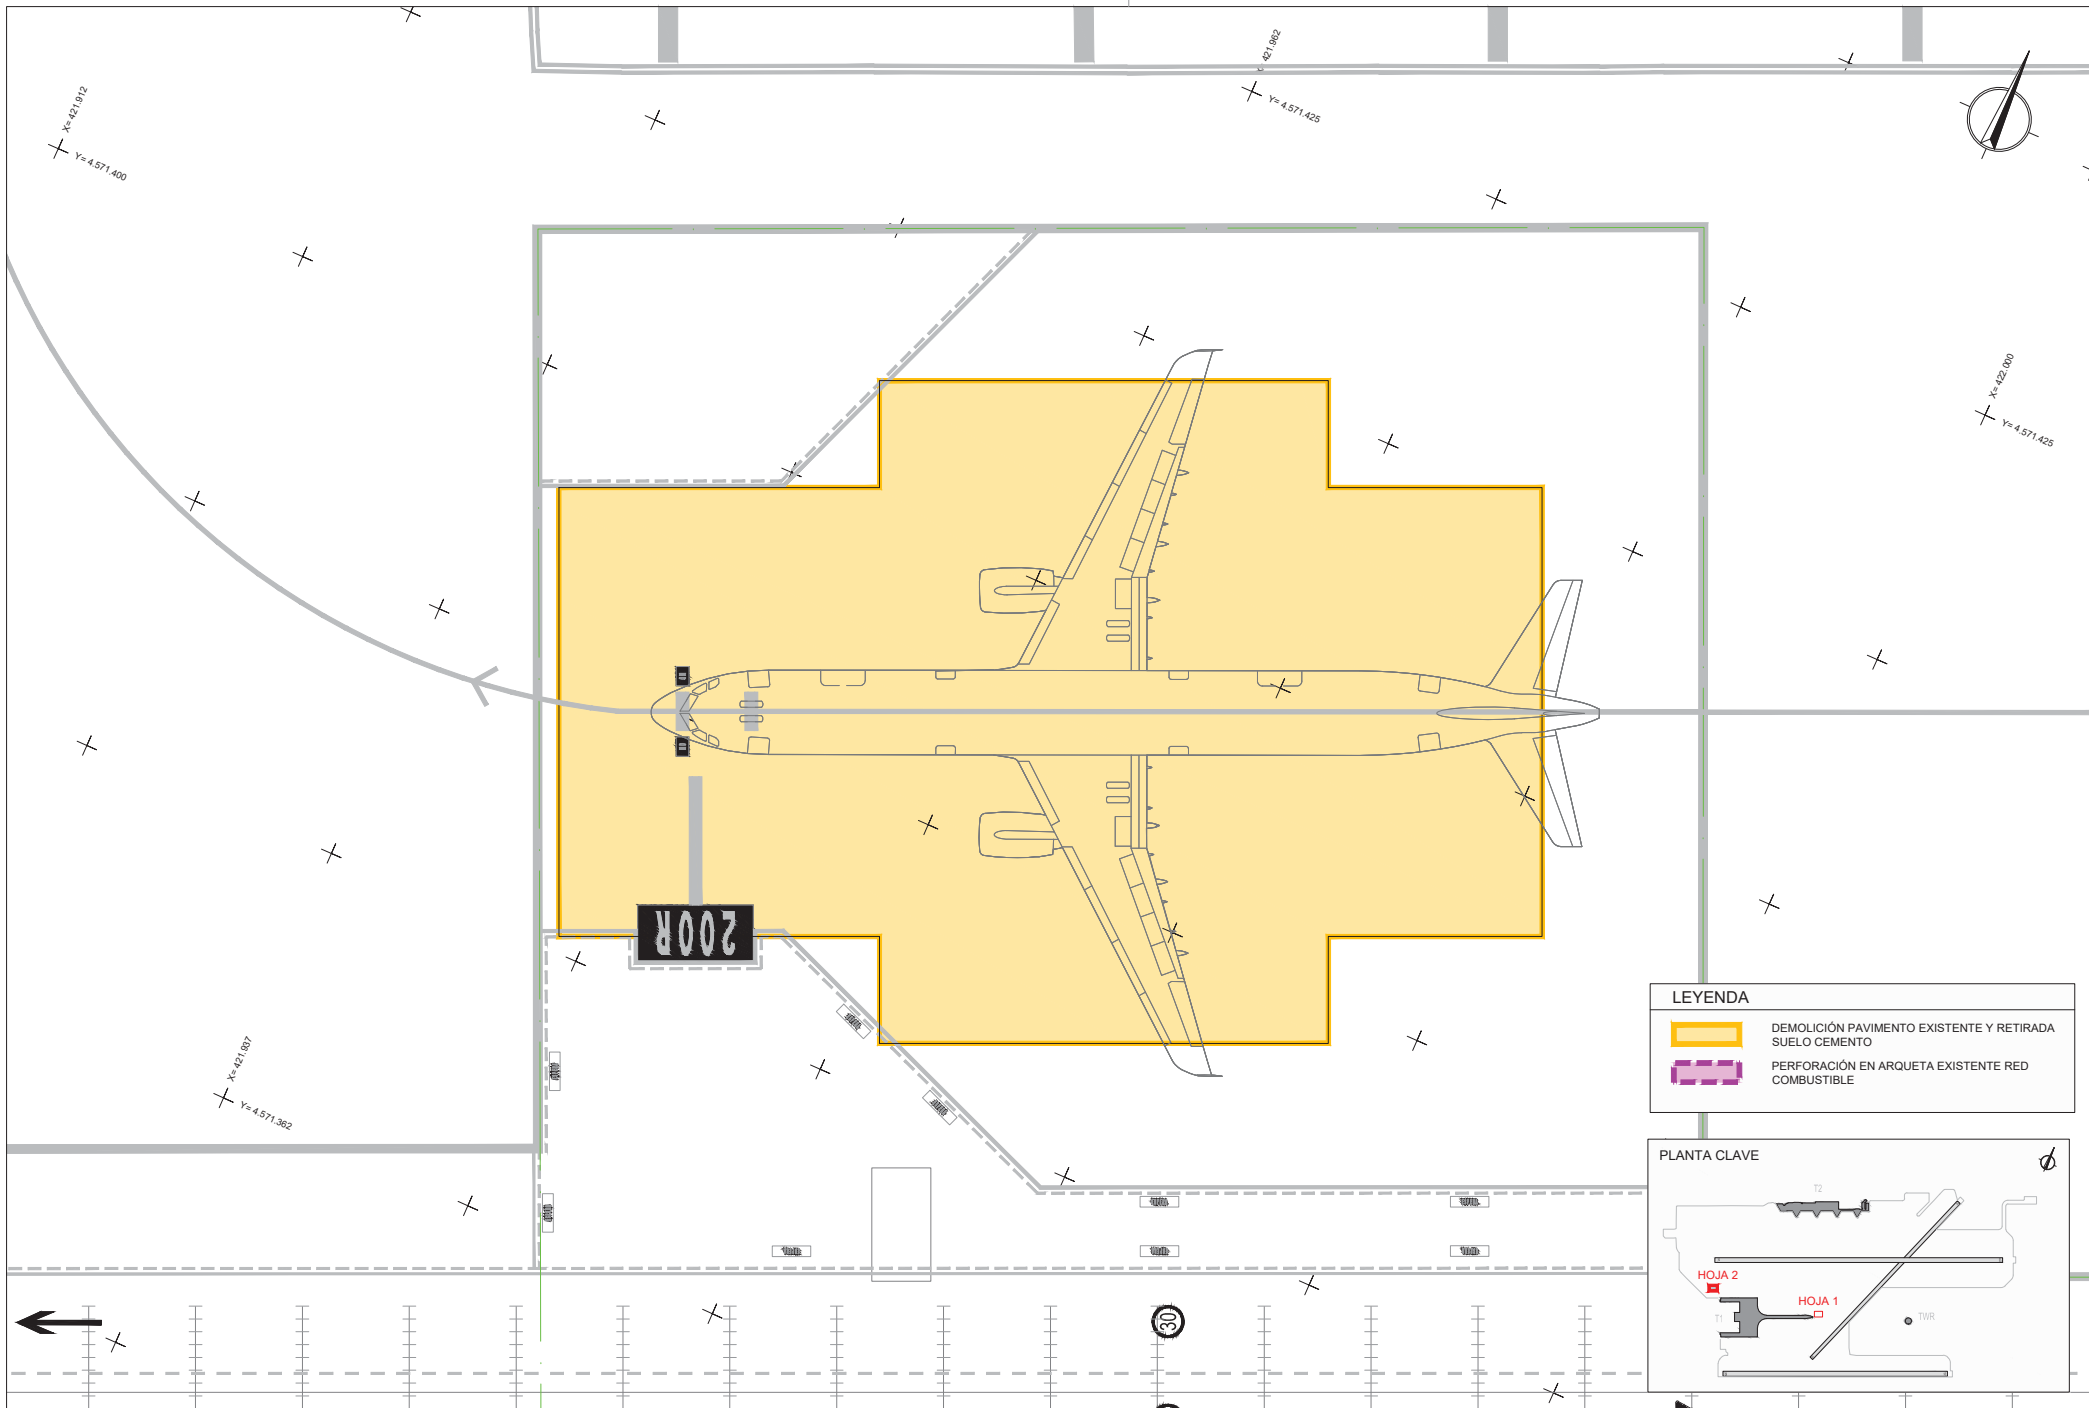 X= 421.912
Y= 4.571.400
421.962
Y= 4.571.425
X= 422.000
Y= 4.571.425
200R
X= 421.937
Y= 4.571.362
30
LEYENDA
DEMOLICIÓN PAVIMENTO EXISTENTE Y RETIRADA
SUELO CEMENTO
PERFORACIÓN EN ARQUETA EXISTENTE RED
COMBUSTIBLE
PLANTA CLAVE
T2
HOJA 2
HOJA 1
T1
TWR